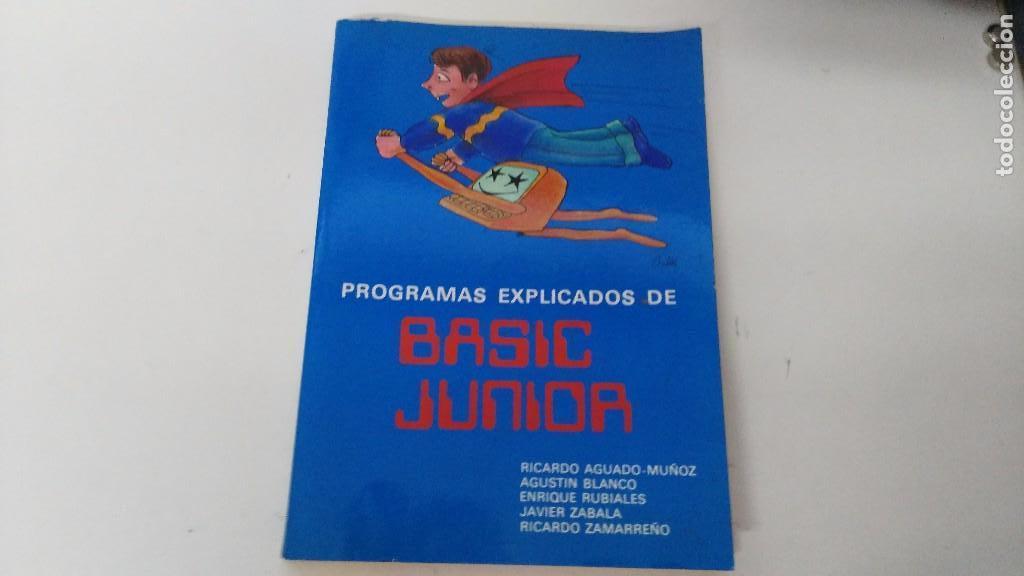 PROGRAMAS EXPLICADOS DE
BASIC
JUNIOR
RICARDO AGUADO-MUÑOZ
AGUSTIN BLANCO
ENRIQUE RUBIALES
JAVIER ZABALA
RICARDO ZAMARREÑO
todocoleccion